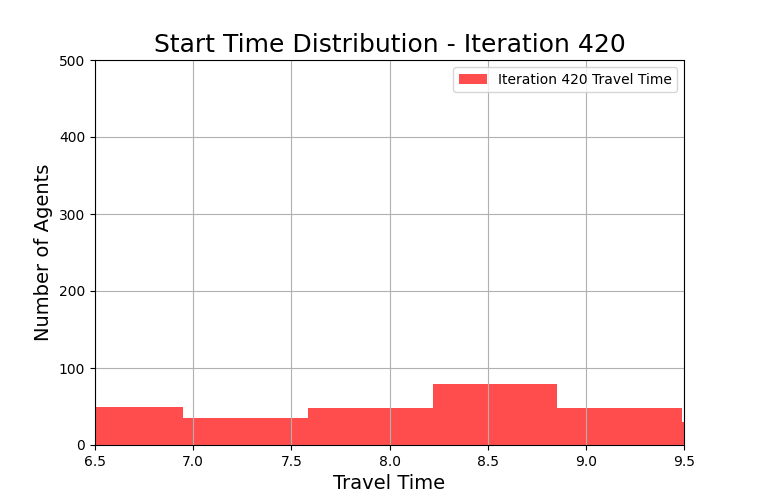 Start Time Distribution - Iteration 420
Iteration 420 Travel Time
Number of Agents
500
400
300
200
100
0
6.5 7.0 7.5 8.0 8.5 9.0 9.5
Travel Time